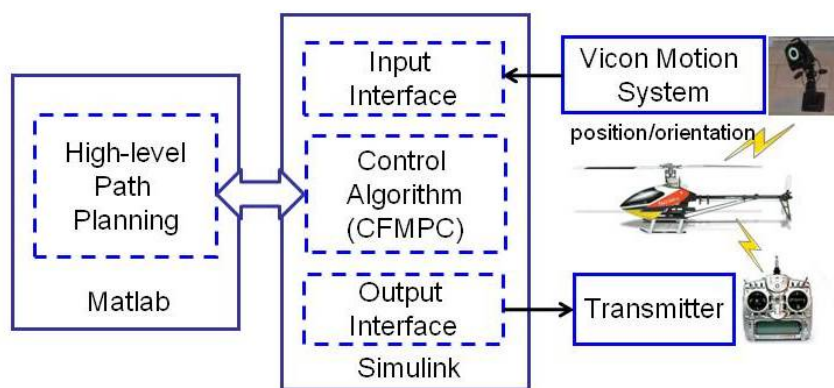 High-level
Path
Planning
Matlab
Input
Interface
Control
Algorithm
(CFMPC)
Output
Interface
Simulink
Vicon Motion
System
position/orientation
Transmitter